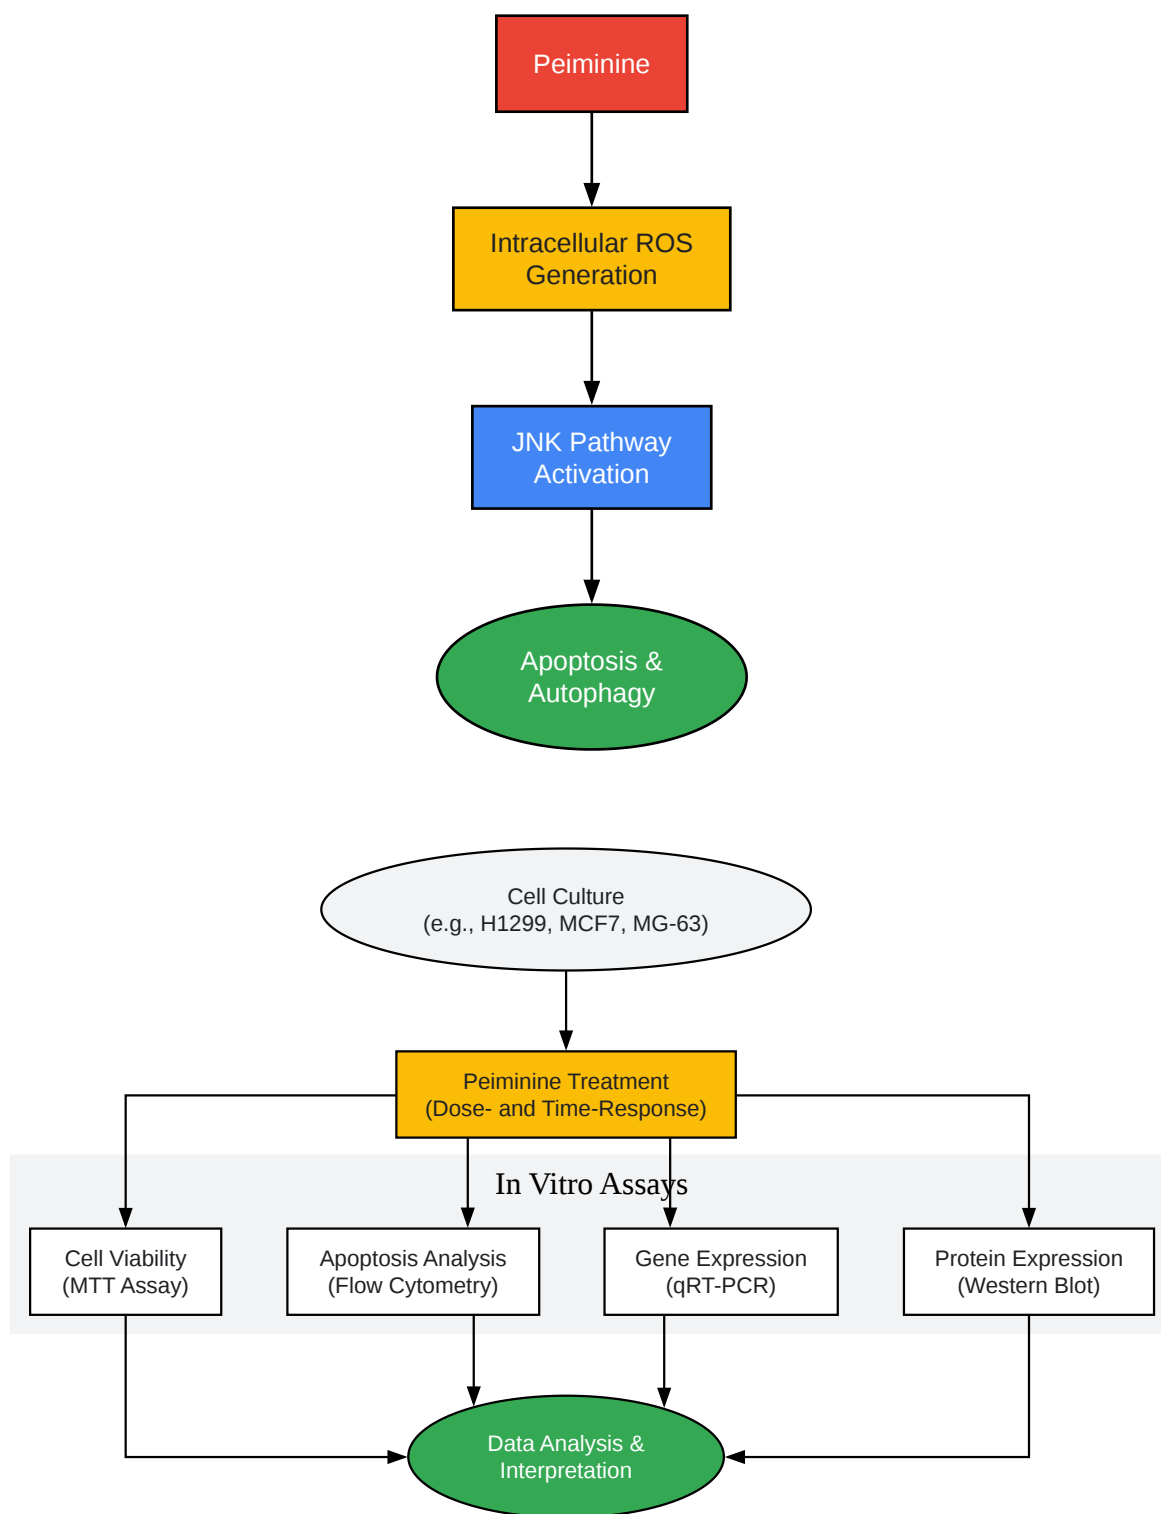 Peiminine
Intracellular ROS
Generation
JNK Pathway
Activation
Apoptosis &
Autophagy
Cell Culture
(e.g., H1299, MCF7, MG-63)
Peiminine Treatment
(Dose- and Time-Response)
In Vitro Assays
Cell Viability
(MTT Assay)
Apoptosis Analysis
(Flow Cytometry)
Gene Expression
(qRT-PCR)
Protein Expression
(Western Blot)
Data Analysis &
Interpretation